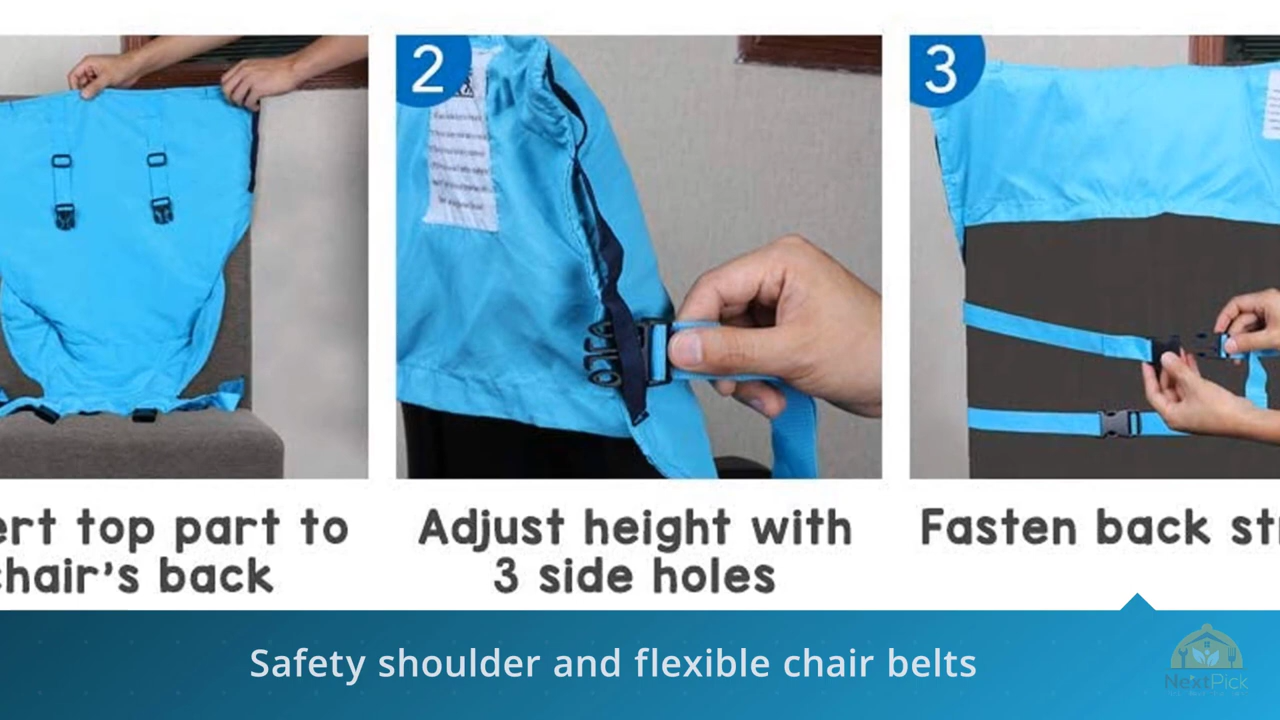 2
3
ert top part to
chair's back
Adjust height with
3 side holes
Fasten back st
Safety shoulder and flexible chair belts
NextPick